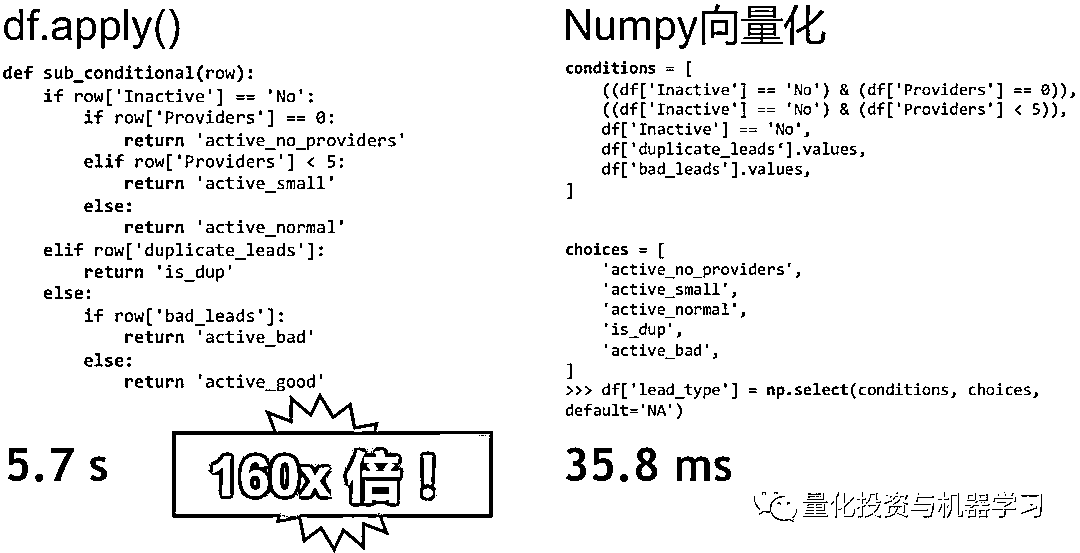 df.apply()
def sub_conditional(row):
    if row['Inactive'] == 'No':
        if row['Providers'] == 0:
            return 'active_no_providers'
        elif row['Providers'] < 5:
            return 'active_small'
        else:
            return 'active_normal'
    elif row['duplicate_leads']:
        return 'is_dup'
    else:
        if row['bad_leads']:
            return 'active_bad'
        else:
            return 'active_good'
5.7 s
160x 倍！
Numpy向量化
conditions = [
    ((df['Inactive'] == 'No') & (df['Providers'] == 0)),
    ((df['Inactive'] == 'No') & (df['Providers'] < 5)),
    df['Inactive'] == 'No',
    df['duplicate_leads'].values,
    df['bad_leads'].values,
]
choices = [
    'active_no_providers',
    'active_small',
    'active_normal',
    'is_dup',
    'active_bad',
]
>>> df['lead_type'] = np.select(conditions, choices,
default='NA')
35.8 ms
量化投资与机器学习